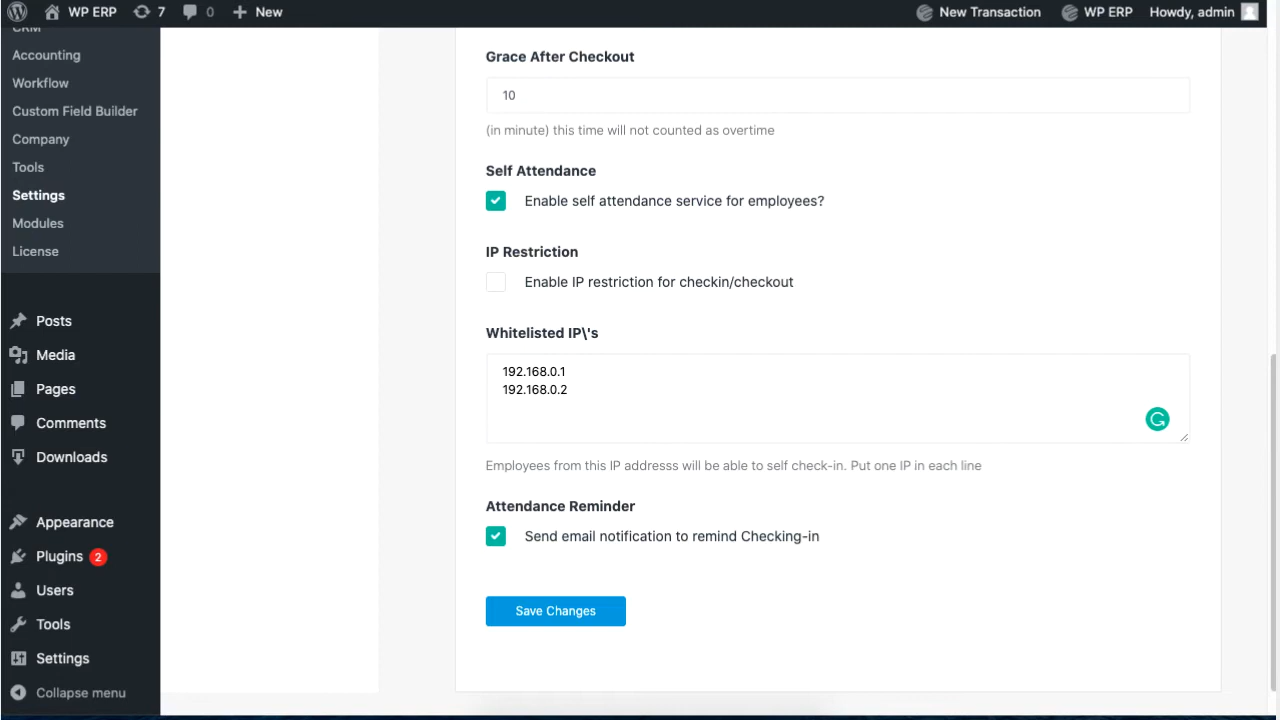 WP ERP 7 0 New New Transaction WP ERP Howdy, admin
CRM
Accounting
Workflow
Custom Field Builder
Company
Tools
Settings
Modules
License
Posts
Media
Pages
Comments
Downloads
Appearance
Plugins 2
Users
Tools
Settings
Collapse menu
Grace After Checkout
10
(in minute) this time will not counted as overtime
Self Attendance
Enable self attendance service for employees?
IP Restriction
Enable IP restriction for checkin/checkout
Whitelisted IP\'s
192.168.0.1
192.168.0.2
Employees from this IP addresss will be able to self check-in. Put one IP in each line
Attendance Reminder
Send email notification to remind Checking-in
Save Changes